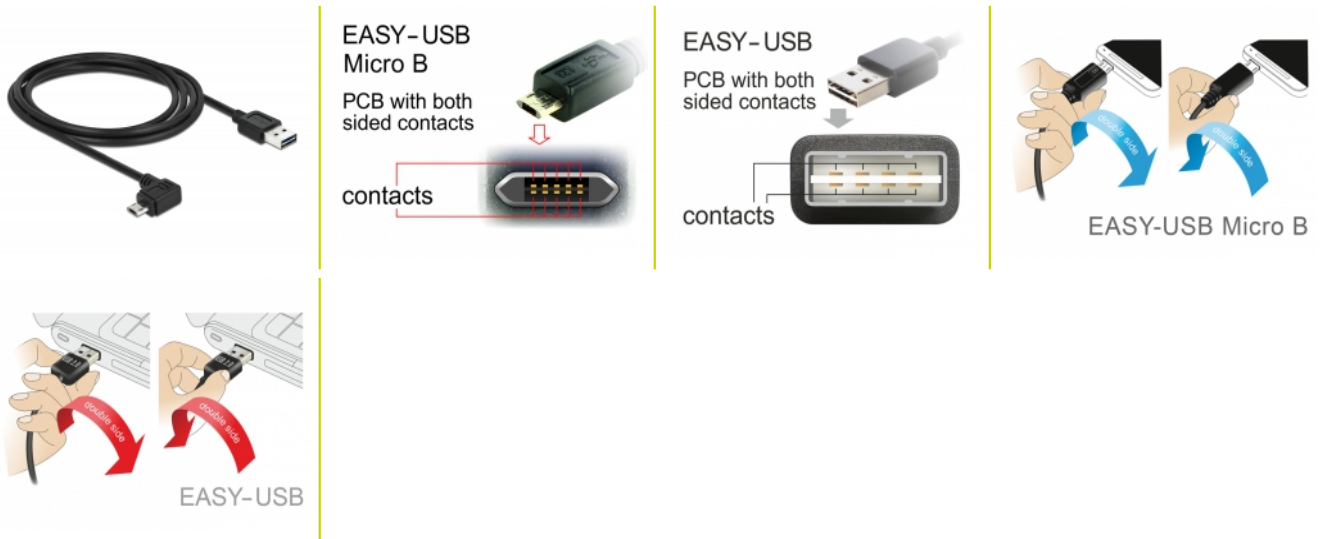 EASY-USB
Micro B
PCB with both
sided contacts
contacts
EASY-USB
PCB with both
sided contacts
contacts
double side
double side
EASY-USB Micro B
double side
double side
EASY-USB